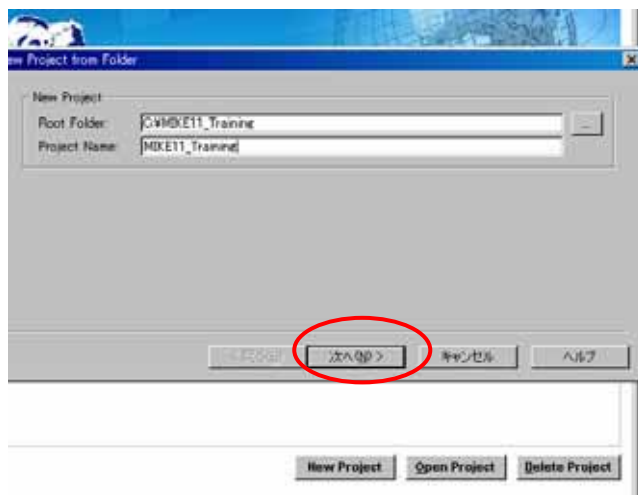 New Project from Folder
New Project
Root Folder:
C:¥MIKE11_Training
...
Project Name:
MIKE11_Training
次へ(N) >
キャンセル
ヘルプ
New Project
Open Project
Delete Project